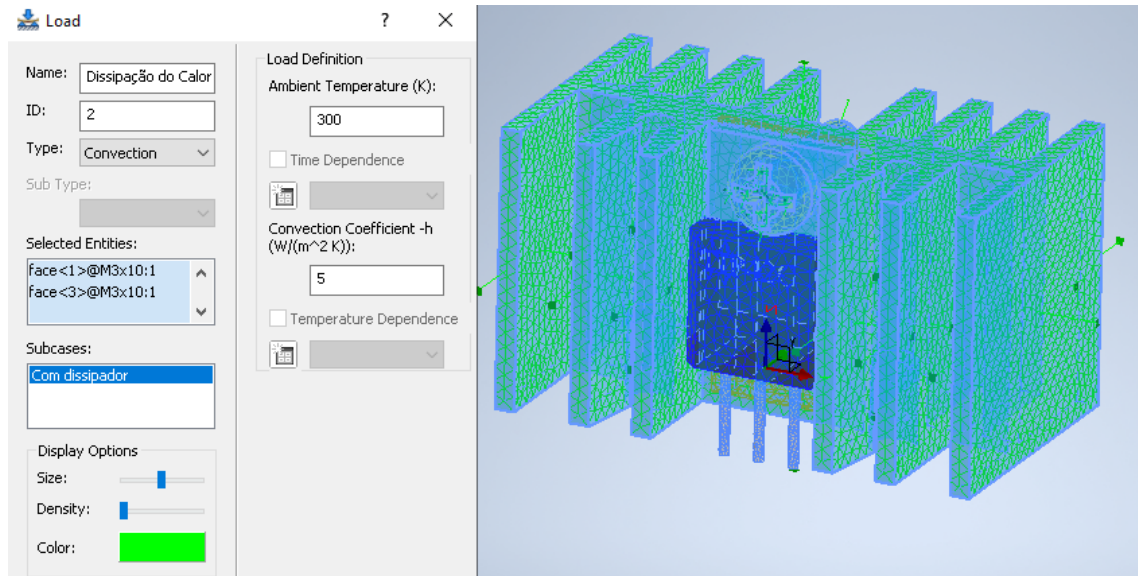 Load
?
Name:
Dissipação do Calor
ID:
2
Type:
Convection
Sub Type:
Selected Entities:
face<1>@M3x10:1
face<3>@M3x10:1
Subcases:
Com dissipador
Display Options
Size:
Density:
Color:
Load Definition
Ambient Temperature (K):
300
Time Dependence
Convection Coefficient -h
(W/(m^2 K)):
5
Temperature Dependence